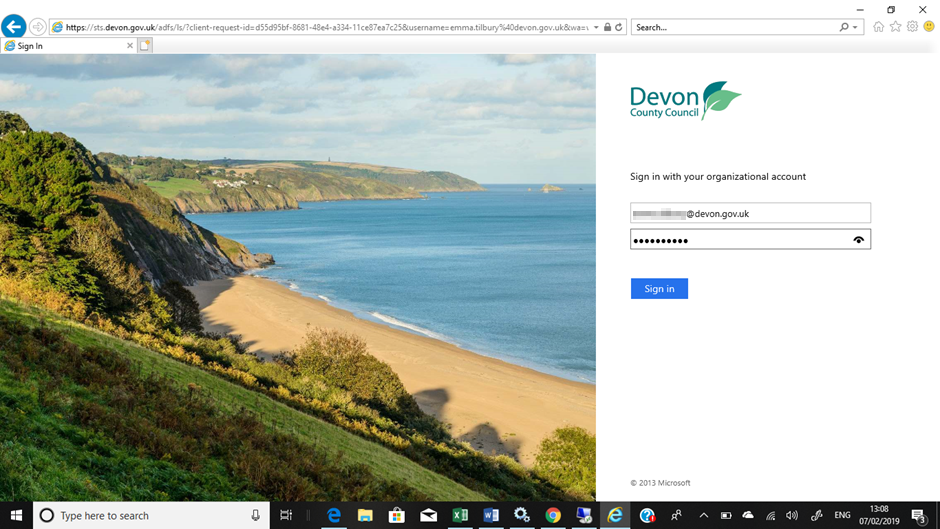 https://sts.devon.gov.uk/adfs/ls/?client-request-id=d55d95bf-8681-48e4-a334-11ce87ea7c25&username=emma.tilbury%40devon.gov.uk&wa=
Search...
Sign In
Devon
County Council
Sign in with your organizational account
@devon.gov.uk
Sign in
© 2013 Microsoft
Type here to search
ENG
13:08
07/02/2019
3